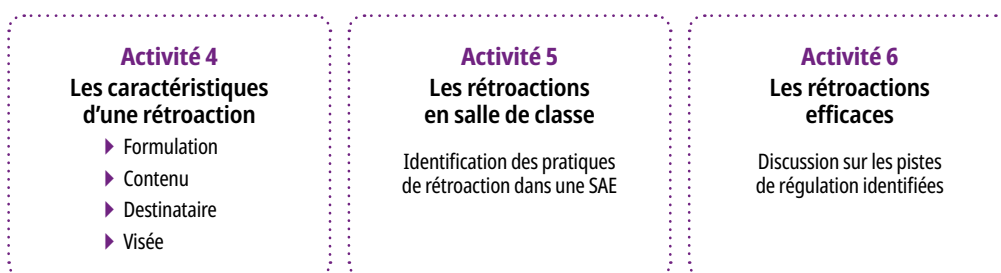 Activité 4
Les caractéristiques
d'une rétroaction
Formulation
Contenu
Destinataire
Visée
Activité 5
Les rétroactions
en salle de classe
Identification des pratiques
de rétroaction dans une SAE
Activité 6
Les rétroactions
efficaces
Discussion sur les pistes
de régulation identifiées